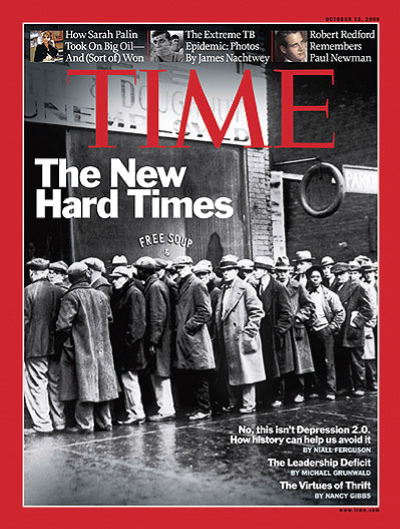 OCTOBER 13, 2008
How Sarah Palin
Took On Big Oil—
And (Sort of) Won
The Extreme TB
Epidemic: Photos
By James Nachtwey
Robert Redford
Remembers
Paul Newman
TIME
& DOUGHNUTS
UNEMPLOYED
The New
Hard Times
FREE SOUP
No, this isn't Depression 2.0.
How history can help us avoid it
BY NIALL FERGUSON
The Leadership Deficit
BY MICHAEL GRUNWALD
The Virtues of Thrift
BY NANCY GIBBS
www.time.com